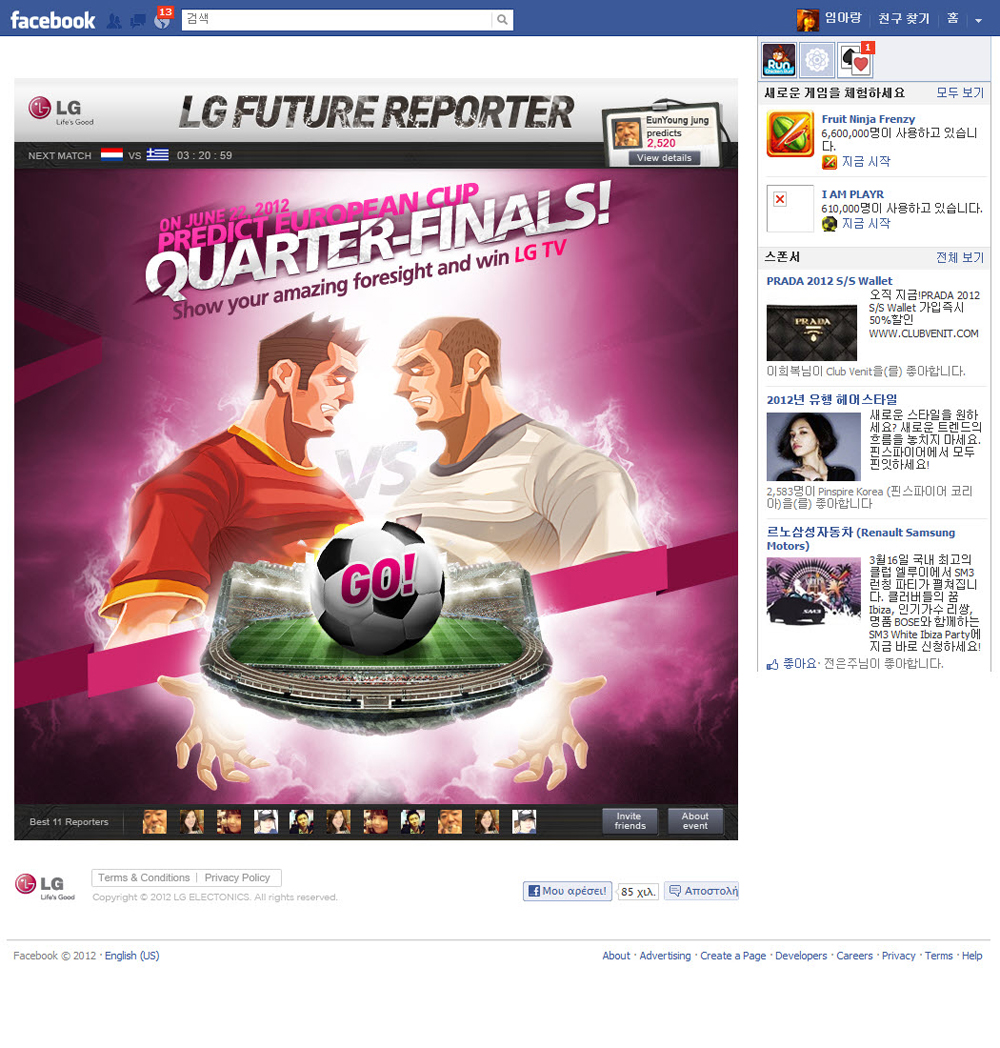 facebook
13
검색
임아랑
친구 찾기
홈
LG
Life's Good
LG FUTURE REPORTER
EunYoung jung
predicts
2,520
View details
NEXT MATCH
VS
03 : 20 : 59
ON JUNE 22, 2012
PREDICT EUROPEAN CUP
QUARTER-FINALS!
Show your amazing foresight and win LG TV
VS
GO!
Best 11 Reporters
Invite
friends
About
event
Run
1
새로운 게임을 체험하세요
모두 보기
Fruit Ninja Frenzy
6,600,000명이 사용하고 있습니
다.
지금 시작
I AM PLAYR
610,000명이 사용하고 있습니다.
지금 시작
스폰서
전체 보기
PRADA 2012 S/S Wallet
PRADA
오직 지금!PRADA 2012
S/S Wallet 가입즉시
50%할인
WWW.CLUBVENIT.COM
이희복님이 Club Venit을(를) 좋아합니다.
2012년 유행 헤어스타일
새로운 스타일을 원하
세요? 새로운 트렌드의
흐름을 놓치지 마세요.
핀스파이어에서 모두
핀잇하세요!
2,583명이 Pinspire Korea (핀스파이어 코리
아)을(를) 좋아합니다
르노삼성자동차 (Renault Samsung
Motors)
SM3
3월16일 국내 최고의
클럽 엘루이에서 SM3
런칭 파티가 펼쳐집니
다. 클러버들의 꿈
Ibiza, 인기가수 리쌍,
명품 BOSE와 함께하는
SM3 White Ibiza Party에
지금 바로 신청하세요!
좋아요· 전은주님이 좋아합니다.
LG
Life's Good
Terms & Conditions | Privacy Policy
Copyright © 2012 LG ELECTONICS. All rights reserved.
Μου αρέσει!
85 χιλ.
Αποστολή
Facebook © 2012 · English (US)
About · Advertising · Create a Page · Developers · Careers · Privacy · Terms · Help